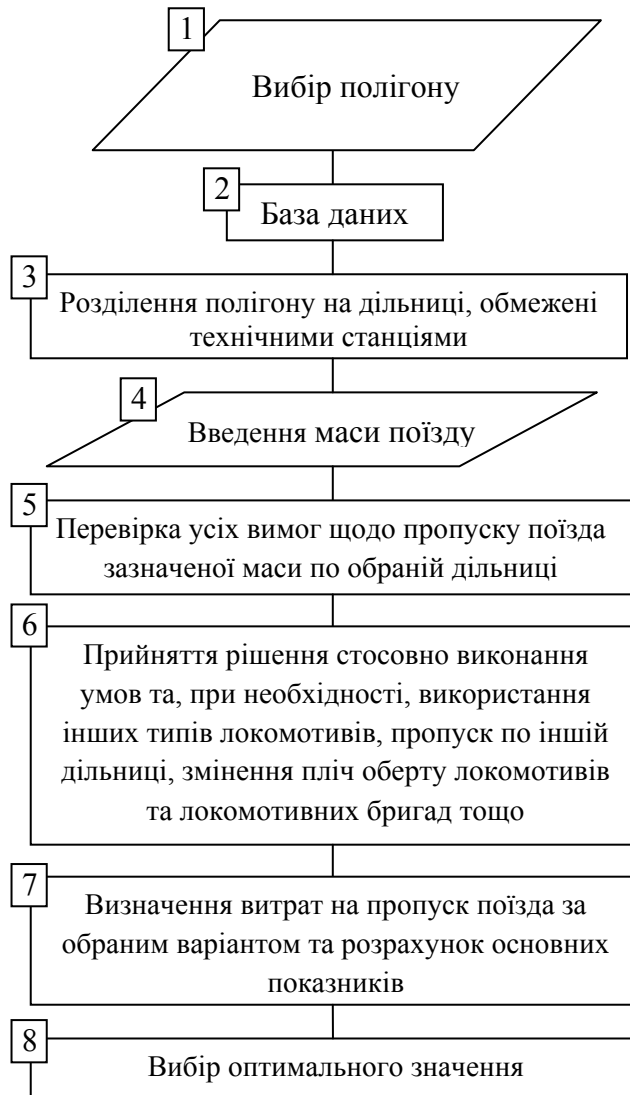 1
Вибір полігону
2
База даних
3
Розділення полігону на дільниці, обмежені
технічними станціями
4
Введення маси поїзду
5
Перевірка усіх вимог щодо пропуску поїзда
зазначеної маси по обраній дільниці
6
Прийняття рішення стосовно виконання
умов та, при необхідності, використання
інших типів локомотивів, пропуск по іншій
дільниці, змінення пліч оберту локомотивів
та локомотивних бригад тощо
7
Визначення витрат на пропуск поїзда за
обраним варіантом та розрахунок основних
показників
8
Вибір оптимального значення